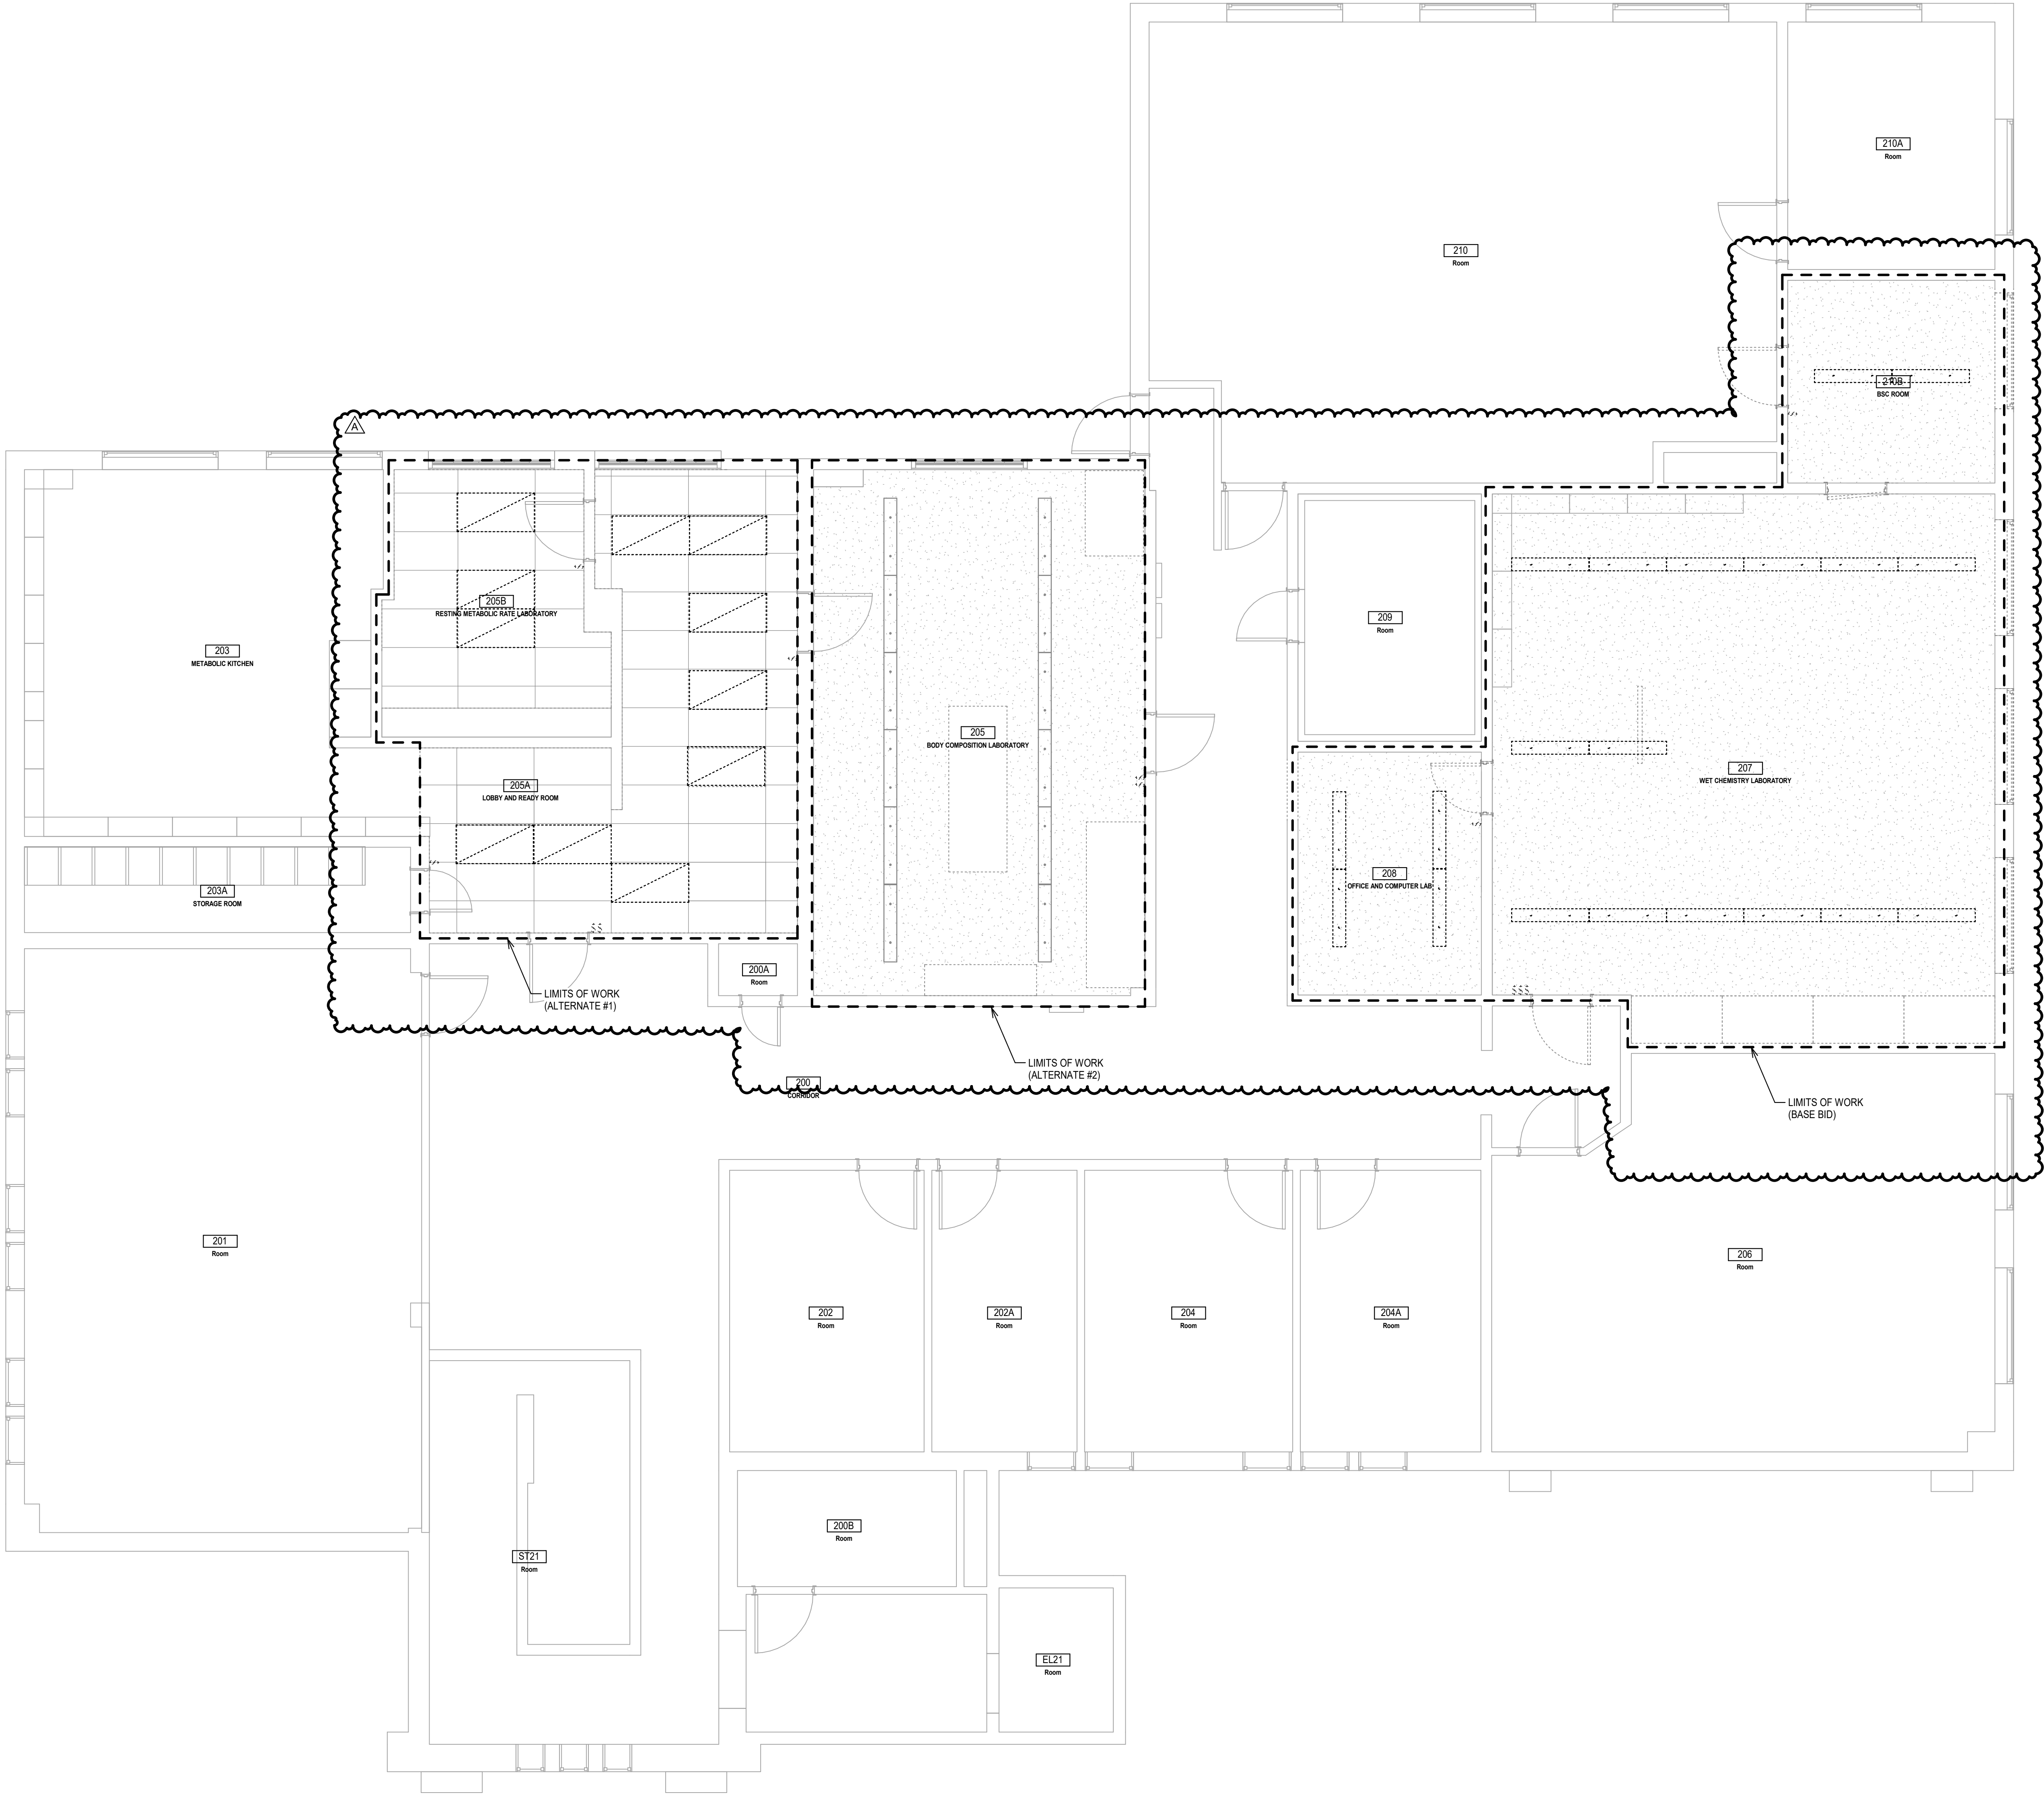 210A
Room
210
Room
A
210B
BSC ROOM
205B
RESTING METABOLIC RATE LABORATORY
209
Room
203
METABOLIC KITCHEN
205
BODY COMPOSITION LABORATORY
207
WET CHEMISTRY LABORATORY
205A
LOBBY AND READY ROOM
208
OFFICE AND COMPUTER LAB
203A
STORAGE ROOM
200A
Room
LIMITS OF WORK
(ALTERNATE #1)
LIMITS OF WORK
(ALTERNATE #2)
200
CORRIDOR
LIMITS OF WORK
(BASE BID)
201
Room
206
Room
202
Room
202A
Room
204
Room
204A
Room
200B
Room
ST21
Room
EL21
Room